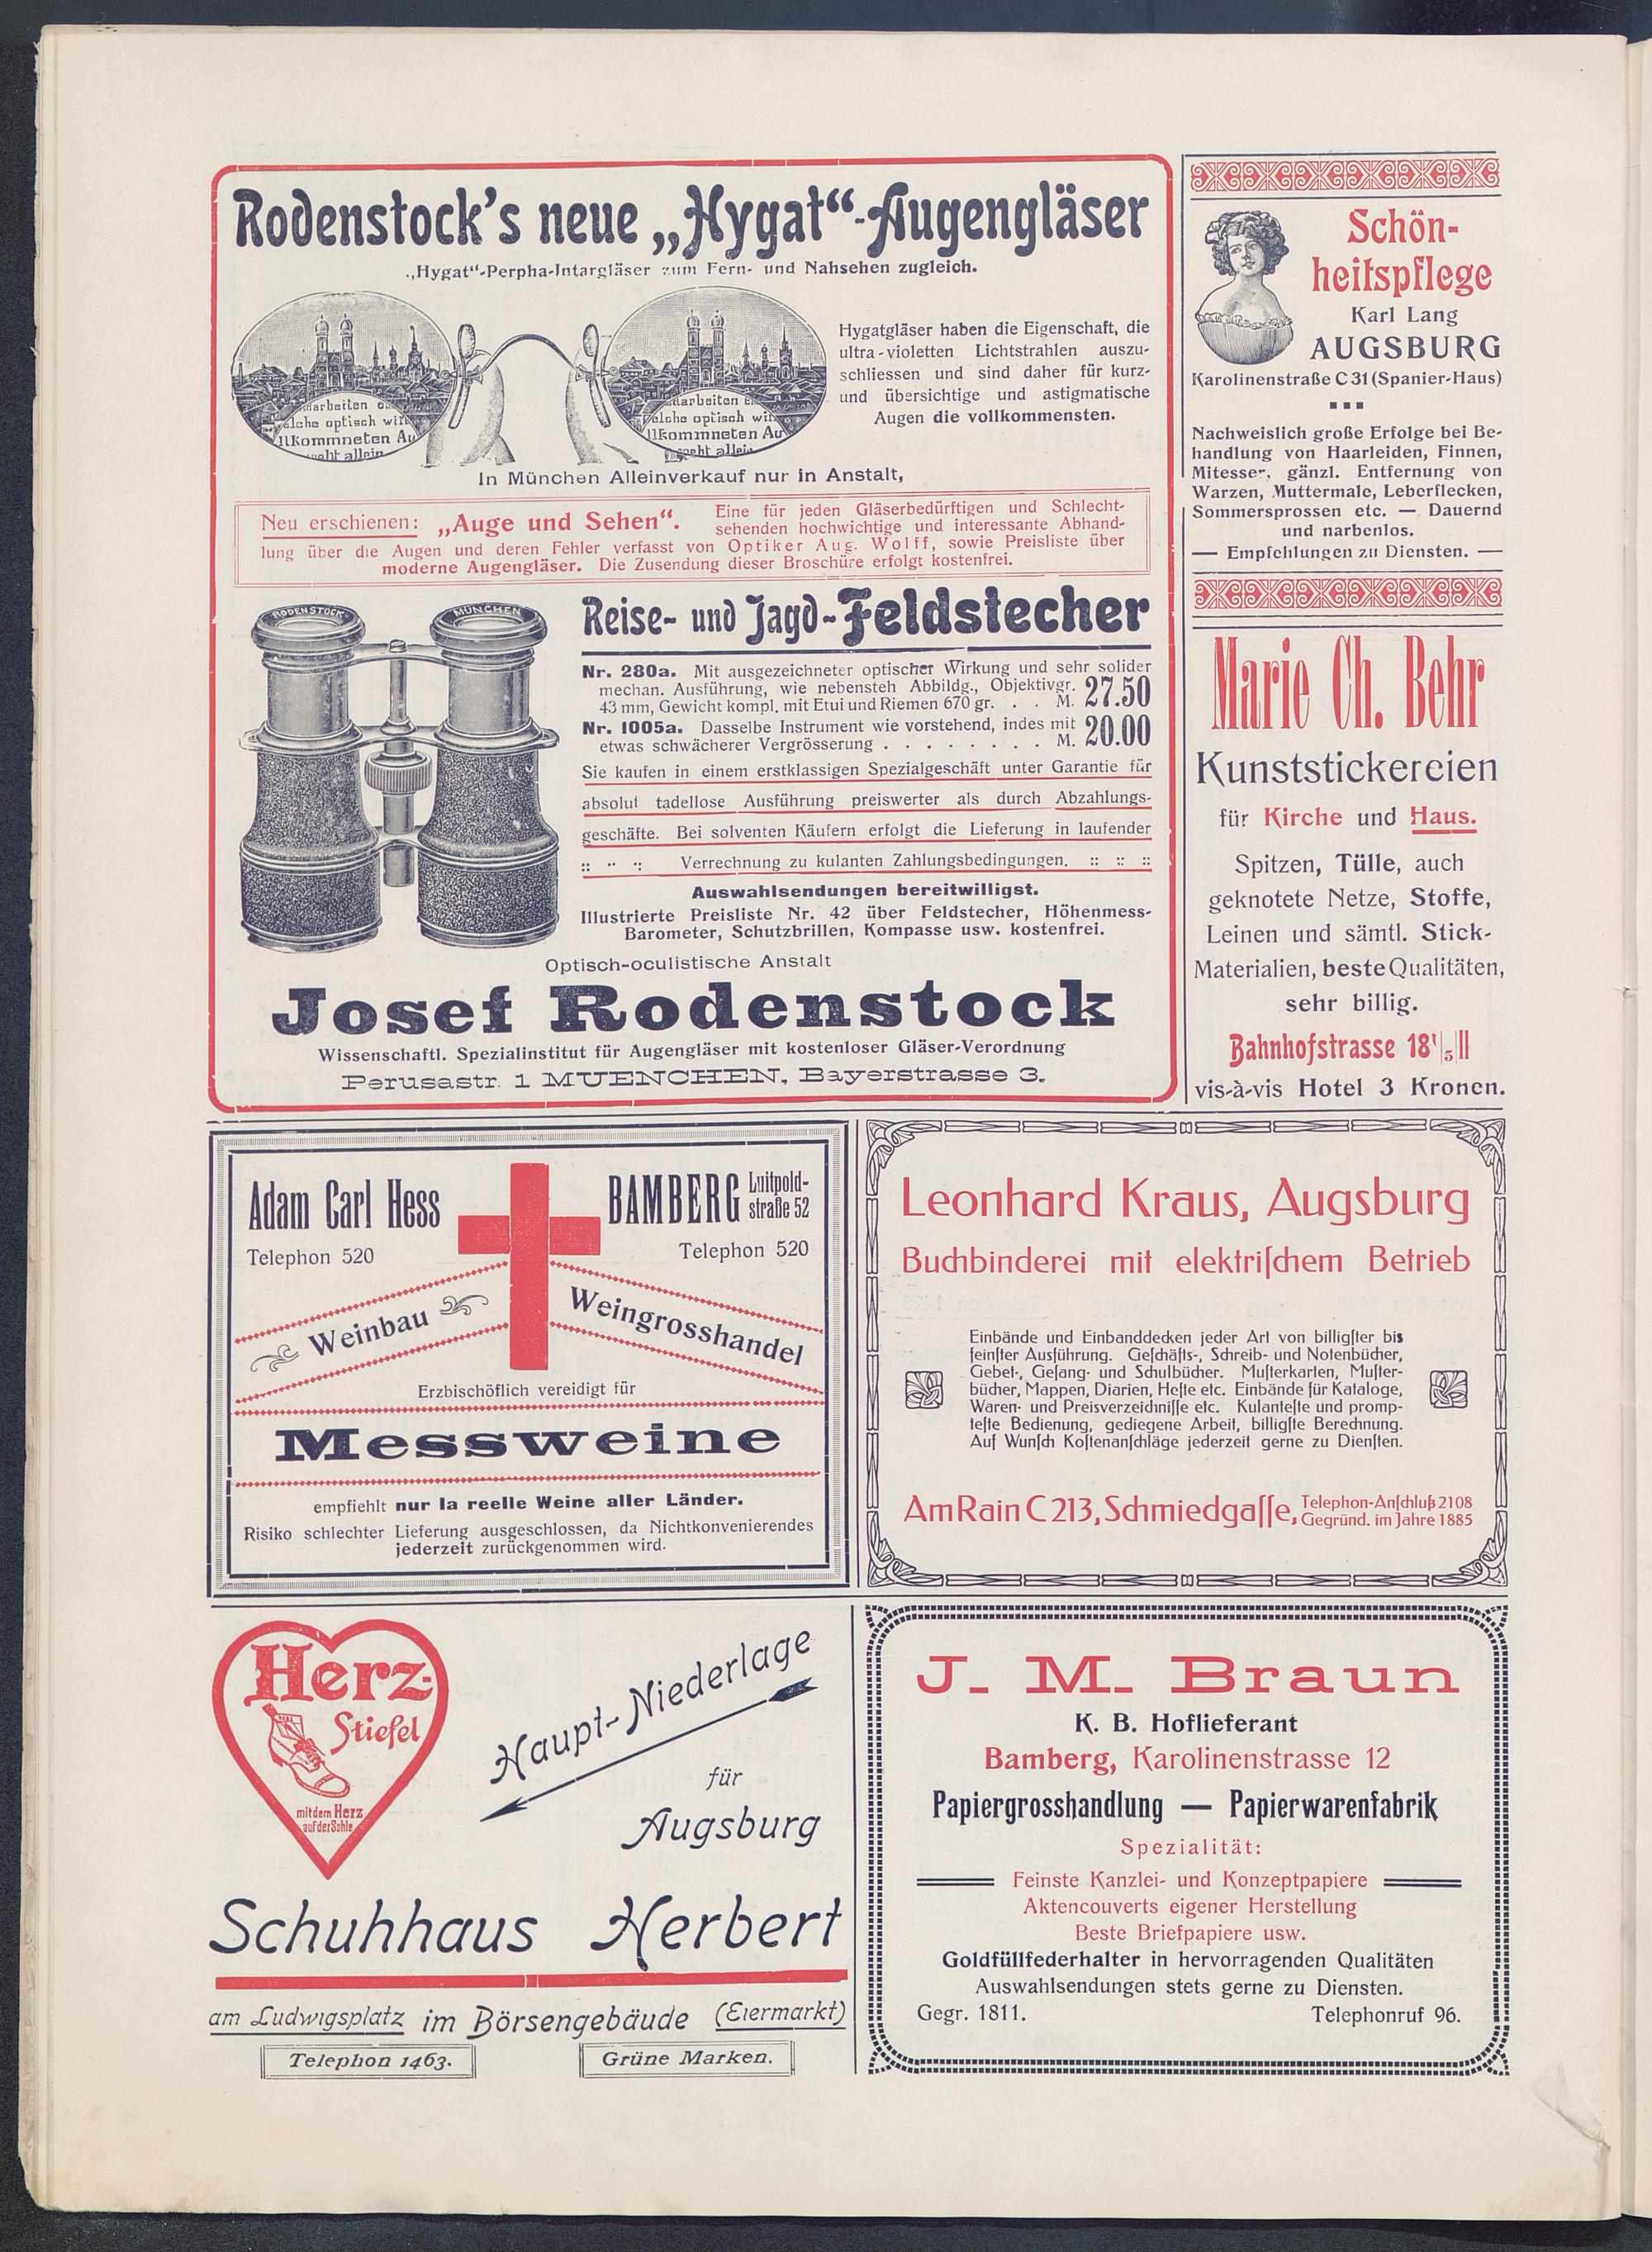 Rodenstock's neue „Hygat“-Augengläser
„Hygat“-Perpha-Intargläser zum Fern- und Nahsehen zugleich.
Hygatgläser haben die Eigenschaft, die
ultra-violetten Lichtstrahlen auszu-
schliessen und sind daher für kurz-
und übersichtige und astigmatische
Augen die vollkommensten.
arbeiten
elche optisch wir
llkommneten Au
allein
arbeiten
elche optisch wir
llkommneten Au
allein
In München Alleinverkauf nur in Anstalt,
Neu erschienen: „Auge und Sehen“. Eine für jeden Gläserbedürftigen und Schlecht-
sehenden hochwichtige und interessante Abhand-
lung über die Augen und deren Fehler verfasst von Optiker Aug. Wolff, sowie Preisliste über
moderne Augengläser. Die Zusendung dieser Broschüre erfolgt kostenfrei.
RODENSTOCK
MÜNCHEN
Reise- und Jagd-Feldstecher
Nr. 280a. Mit ausgezeichneter optischer Wirkung und sehr solider
mechan. Ausführung, wie nebensteh Abbildg., Objektivgr.
43 mm, Gewicht kompl. mit Etui und Riemen 670 gr. . . M. 27.50
Nr. 1005a. Dasselbe Instrument wie vorstehend, indes mit
etwas schwächerer Vergrösserung . . . . . . . . M. 20.00
Sie kaufen in einem erstklassigen Spezialgeschäft unter Garantie für
absolut tadellose Ausführung preiswerter als durch Abzahlungs-
geschäfte. Bei solventen Käufern erfolgt die Lieferung in laufender
:: :: :: Verrechnung zu kulanten Zahlungsbedingungen. :: :: ::
Auswahlsendungen bereitwilligst.
Illustrierte Preisliste Nr. 42 über Feldstecher, Höhenmess-
Barometer, Schutzbrillen, Kompasse usw. kostenfrei.
Optisch-oculistische Anstalt
Josef Rodenstock
Wissenschaftl. Spezialinstitut für Augengläser mit kostenloser Gläser-Verordnung
Perusastr. 1 MUENCHEN, Bayerstrasse 3.
Schön-
heitspflege
Karl Lang
AUGSBURG
Karolinenstraße C 31 (Spanier-Haus)
Nachweislich große Erfolge bei Be-
handlung von Haarleiden, Finnen,
Mitesser, gänzl. Entfernung von
Warzen, Muttermale, Leberflecken,
Sommersprossen etc. — Dauernd
und narbenlos.
— Empfehlungen zu Diensten. —
Marie Ch. Behr
Kunststickereien
für Kirche und Haus.
Spitzen, Tülle, auch
geknotete Netze, Stoffe,
Leinen und sämtl. Stick-
Materialien, beste Qualitäten,
sehr billig.
Bahnhofstrasse 18 1/5/II
vis-à-vis Hotel 3 Kronen.
Adam Carl Hess
Telephon 520
BAMBERG Luitpold-
straße 52
Telephon 520
Weinbau
Weingrosshandel
Erzbischöflich vereidigt für
Messweine
empfiehlt nur la reelle Weine aller Länder.
Risiko schlechter Lieferung ausgeschlossen, da Nichtkonvenierendes
jederzeit zurückgenommen wird.
Leonhard Kraus, Augsburg
Buchbinderei mit elektriſchem Betrieb
Einbände und Einbanddecken jeder Art von billigſter bis
feinſter Ausführung. Geſchäfts-, Schreib- und Notenbücher,
Gebet-, Geſang- und Schulbücher. Muſterkarten, Muſter-
bücher, Mappen, Diarien, Hefte etc. Einbände für Kataloge,
Waren- und Preisverzeichniſſe etc. Kulanteſte und promp-
teſte Bedienung, gediegene Arbeit, billigſte Berechnung.
Auf Wunſch Koſtenanſchläge jederzeit gerne zu Dienſten.
Am Rain C 213, Schmiedgaſſe, Telephon-Anſchluß 2108
Gegründ. im Jahre 1885
Herz-
Stiefel
mit dem Herz
auf der Sohle
Haupt-Niederlage
für
Augsburg
Schuhhaus Herbert
am Ludwigsplatz im Börsengebäude (Eiermarkt)
Telephon 1463.
Grüne Marken.
J. M. Braun
K. B. Hoflieferant
Bamberg, Karolinenstrasse 12
Papiergrosshandlung — Papierwarenfabrik
Spezialität:
Feinste Kanzlei- und Konzeptpapiere
Aktencouverts eigener Herstellung
Beste Briefpapiere usw.
Goldfüllfederhalter in hervorragenden Qualitäten
Auswahlsendungen stets gerne zu Diensten.
Gegr. 1811. Telephonruf 96.